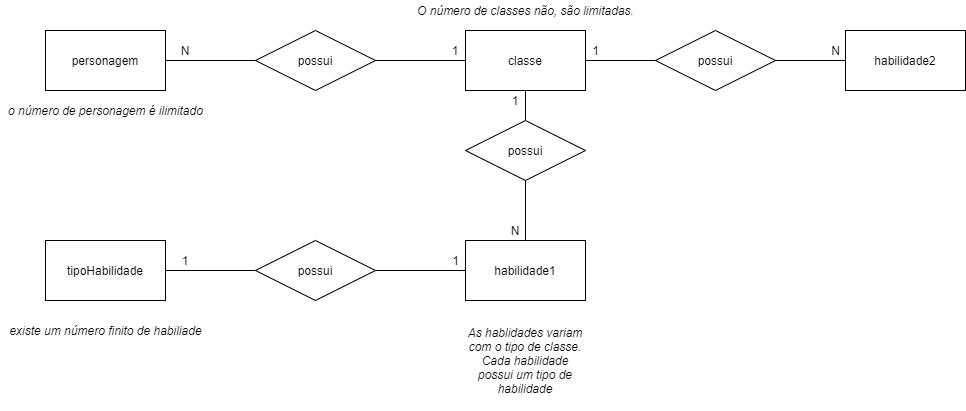 O número de classes não, são limitadas.
personagem
N
possui
1
classe
1
possui
N
habilidade2
o número de personagem é ilimitado
1
possui
N
tipoHabilidade
1
possui
1
habilidade1
existe um número finito de habiliade
As hablidades variam
com o tipo de classe.
Cada habilidade
possui um tipo de
habilidade